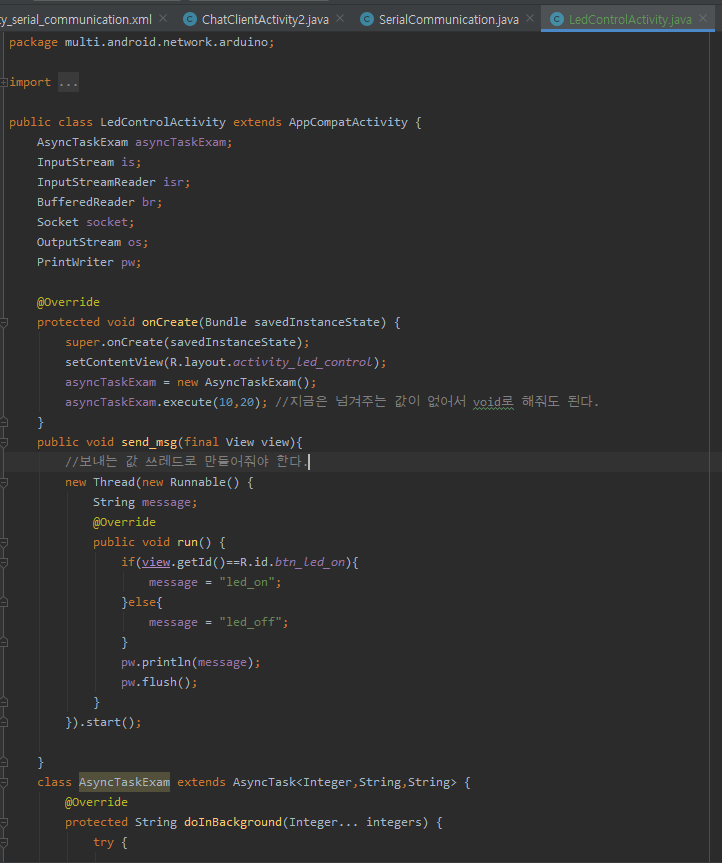 y_serial_communication.xml ChatClientActivity2.java SerialCommunication.java LedControlActivity.java
package multi.android.network.arduino;
import ...
public class LedControlActivity extends AppCompatActivity {
AsyncTaskExam asyncTaskExam;
InputStream is;
InputStreamReader isr;
BufferedReader br;
Socket socket;
OutputStream os;
PrintWriter pw;
@Override
protected void onCreate(Bundle savedInstanceState) {
super.onCreate(savedInstanceState);
setContentView(R.layout.activity_led_control);
asyncTaskExam = new AsyncTaskExam();
asyncTaskExam.execute(10,20); //지금은 넘겨주는 값이 없어서 void로 해줘도 된다.
}
public void send_msg(final View view){
//보내는 값 쓰레드로 만들어줘야 한다.
new Thread(new Runnable() {
String message;
@Override
public void run() {
if(view.getId()==R.id.btn_led_on){
message = "led_on";
}else{
message = "led_off";
}
pw.println(message);
pw.flush();
}
}).start();
}
class AsyncTaskExam extends AsyncTask<Integer,String,String> {
@Override
protected String doInBackground(Integer... integers) {
try {